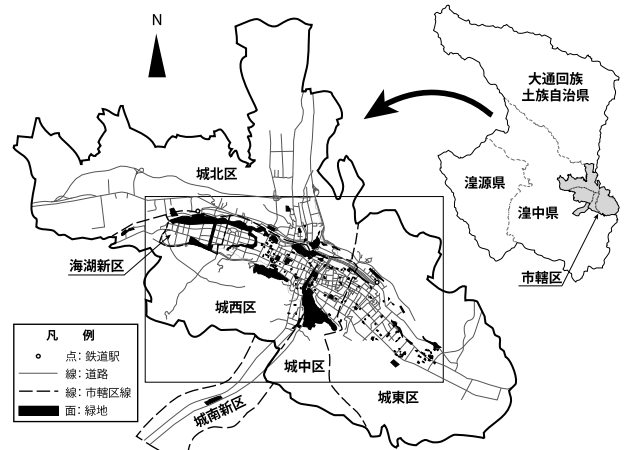 N
大通回族
土族自治県
城北区
湟源県
湟中県
海湖新区
市轄区
城西区
凡 例
点：鉄道駅
線：道路
線：市轄区線
面：緑地
城中区
城東区
城南新区